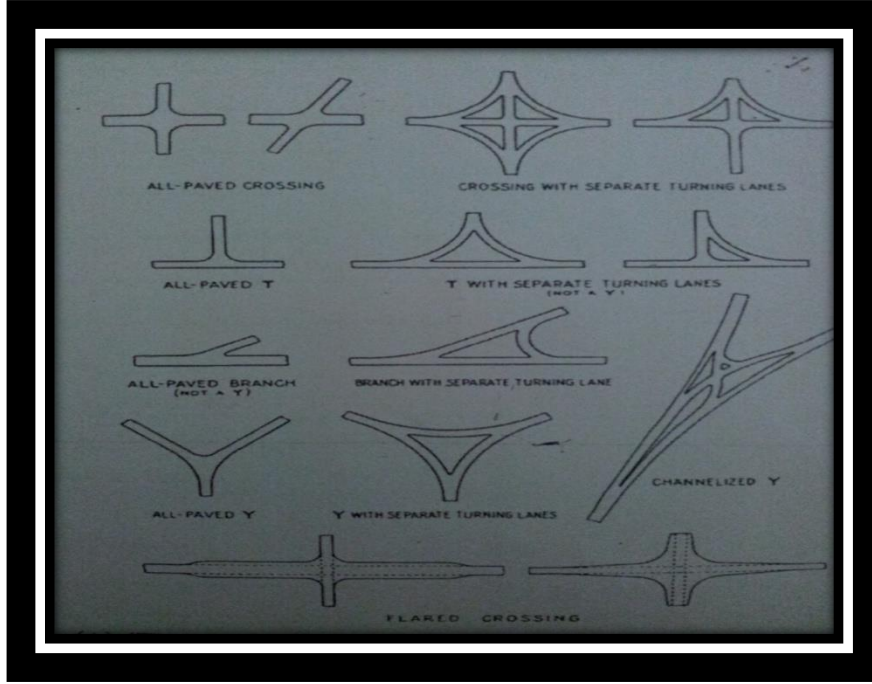 ALL-PAVED CROSSING
CROSSING WITH SEPARATE TURNING LANES
ALL-PAVED T
T WITH SEPARATE TURNING LANES
(NOT A Y)
ALL-PAVED BRANCH
(NOT A Y)
BRANCH WITH SEPARATE TURNING LANE
CHANNELIZED Y
ALL-PAVED Y
Y WITH SEPARATE TURNING LANES
FLARED CROSSING